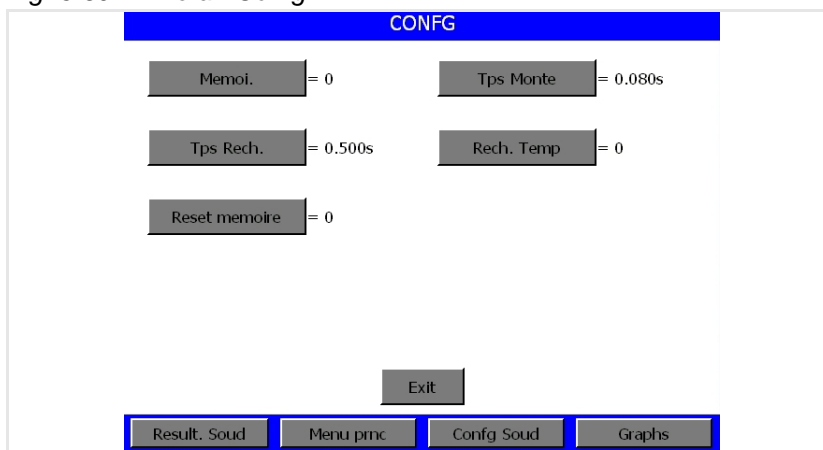 CONFG
Memoi. = 0 Tps Monte = 0.080s
Tps Rech. = 0.500s Rech. Temp = 0
Reset memoire = 0
Exit
Result. Soud Menu prnc Confg Soud Graphs